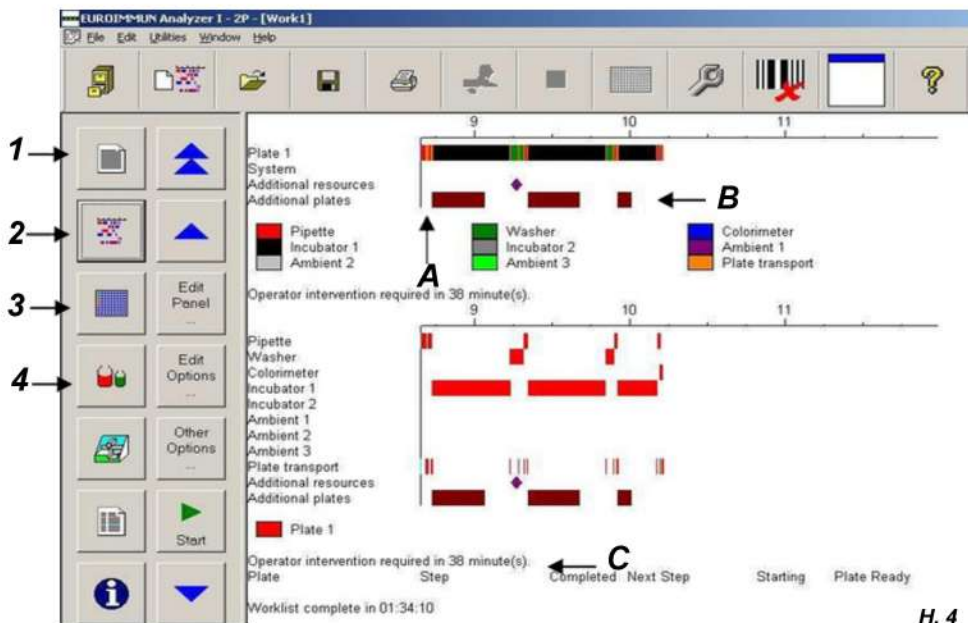 EUROIMMUN Analyzer I - 2P - [Work1]
File Edit Utilities Window Help
1
2
3
4
Edit
Panel
...
Edit
Options
...
Other
Options
...
Start
9 10 11
Plate 1
System
Additional resources
Additional plates
B
A
Pipette Washer Colorimeter
Incubator 1 Incubator 2 Ambient 1
Ambient 2 Ambient 3 Plate transport
Operator intervention required in 38 minute(s).
9 10 11
Pipette
Washer
Colorimeter
Incubator 1
Incubator 2
Ambient 1
Ambient 2
Ambient 3
Plate transport
Additional resources
Additional plates
Plate 1
Operator intervention required in 38 minute(s).
C
Plate Step Completed Next Step Starting Plate Ready
Worklist complete in 01:34:10
H. 4